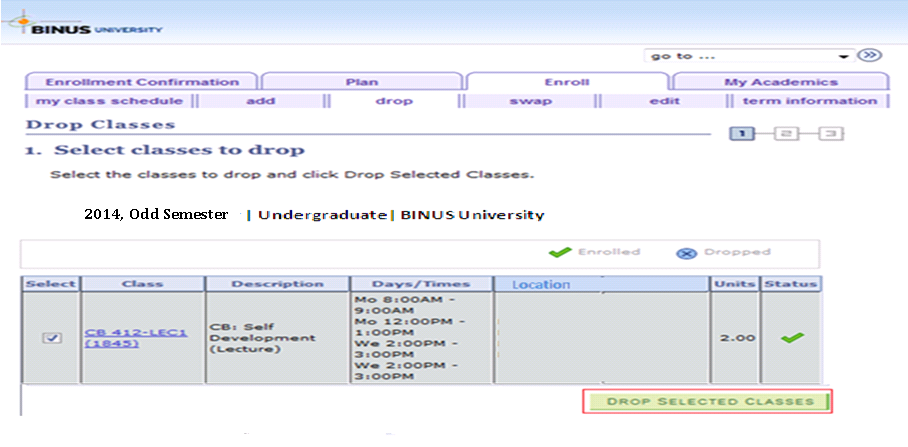 BINUS UNIVERSITY
go to ...
Enrollment Confirmation Plan Enroll My Academics
my class schedule || add || drop || swap || edit || term information
Drop Classes
1 2 3
1. Select classes to drop
Select the classes to drop and click Drop Selected Classes.
2014, Odd Semester | Undergraduate | BINUS University
Enrolled Dropped
Select Class Description Days/Times Location Units Status
CB 412-LEC1
(1845)
CB: Self
Development
(Lecture)
Mo 8:00AM -
9:00AM
Mo 12:00PM -
1:00PM
We 2:00PM -
3:00PM
We 2:00PM -
3:00PM
2.00
DROP SELECTED CLASSES